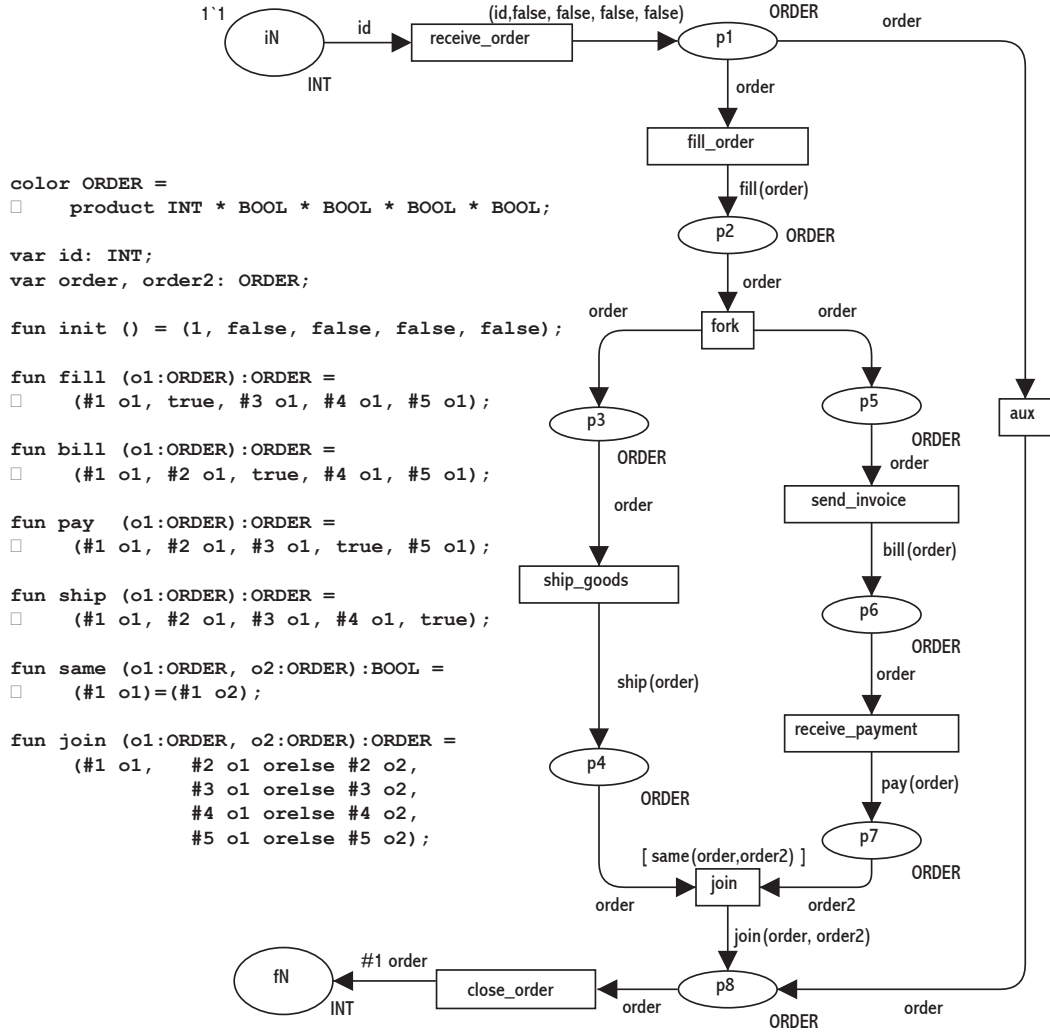 1`1
iN
INT
id
receive_order
(id,false, false, false, false)
p1
ORDER
order
order
fill_order
fill(order)
p2
ORDER
order
order
fork
order
p3
ORDER
order
ship_goods
ship(order)
p4
ORDER
order
p5
ORDER
order
send_invoice
bill(order)
p6
ORDER
order
receive_payment
pay(order)
p7
ORDER
order2
aux
[ same(order,order2) ]
join
join(order, order2)
p8
ORDER
order
order
close_order
#1 order
fN
INT
color ORDER =
product INT * BOOL * BOOL * BOOL * BOOL;
var id: INT;
var order, order2: ORDER;
fun init () = (1, false, false, false, false);
fun fill (o1:ORDER):ORDER =
(#1 o1, true, #3 o1, #4 o1, #5 o1);
fun bill (o1:ORDER):ORDER =
(#1 o1, #2 o1, true, #4 o1, #5 o1);
fun pay (o1:ORDER):ORDER =
(#1 o1, #2 o1, #3 o1, true, #5 o1);
fun ship (o1:ORDER):ORDER =
(#1 o1, #2 o1, #3 o1, #4 o1, true);
fun same (o1:ORDER, o2:ORDER):BOOL =
(#1 o1)=(#1 o2);
fun join (o1:ORDER, o2:ORDER):ORDER =
(#1 o1, #2 o1 orelse #2 o2,
#3 o1 orelse #3 o2,
#4 o1 orelse #4 o2,
#5 o1 orelse #5 o2);